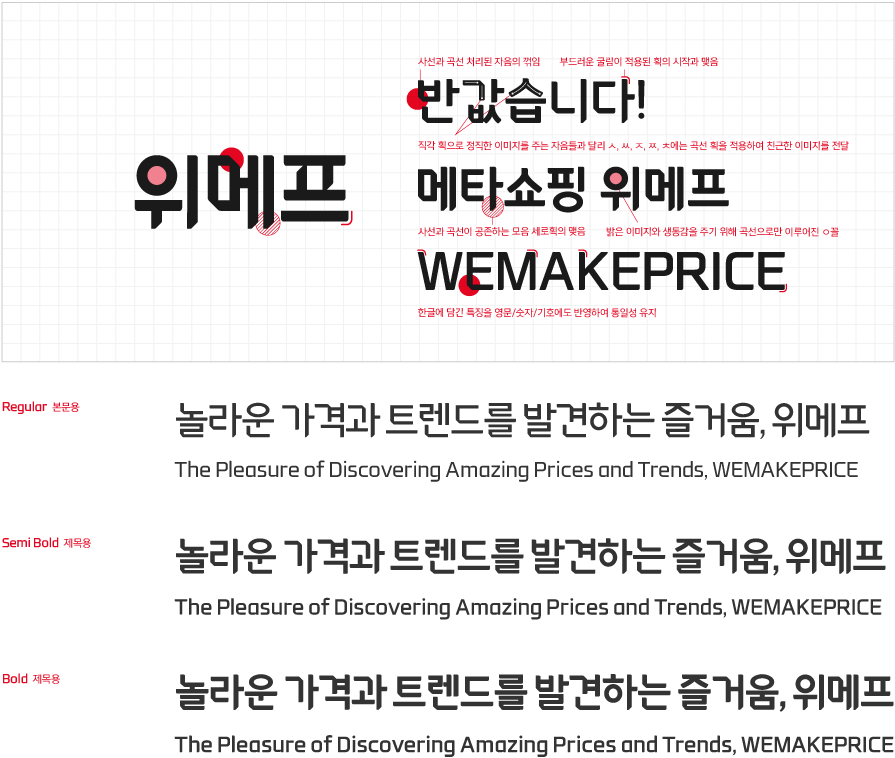 위메프
사선과 곡선 처리된 자음의 꺾임 부드러운 굴림이 적용된 획의 시작과 맺음
반값습니다!
직각 획으로 정직한 이미지를 주는 자음들과 달리 ㅅ, ㅆ, ㅈ, ㅉ, ㅊ에는 곡선 획을 적용하여 친근한 이미지를 전달
메타쇼핑 위메프
사선과 곡선이 공존하는 모음 세로획의 맺음 밝은 이미지와 생동감을 주기 위해 곡선으로만 이루어진 ㅇ꼴
WEMAKEPRICE
한글에 담긴 특징을 영문/숫자/기호에도 반영하여 통일성 유지
Regular 본문용
놀라운 가격과 트렌드를 발견하는 즐거움, 위메프
The Pleasure of Discovering Amazing Prices and Trends, WEMAKEPRICE
Semi Bold 제목용
놀라운 가격과 트렌드를 발견하는 즐거움, 위메프
The Pleasure of Discovering Amazing Prices and Trends, WEMAKEPRICE
Bold 제목용
놀라운 가격과 트렌드를 발견하는 즐거움, 위메프
The Pleasure of Discovering Amazing Prices and Trends, WEMAKEPRICE